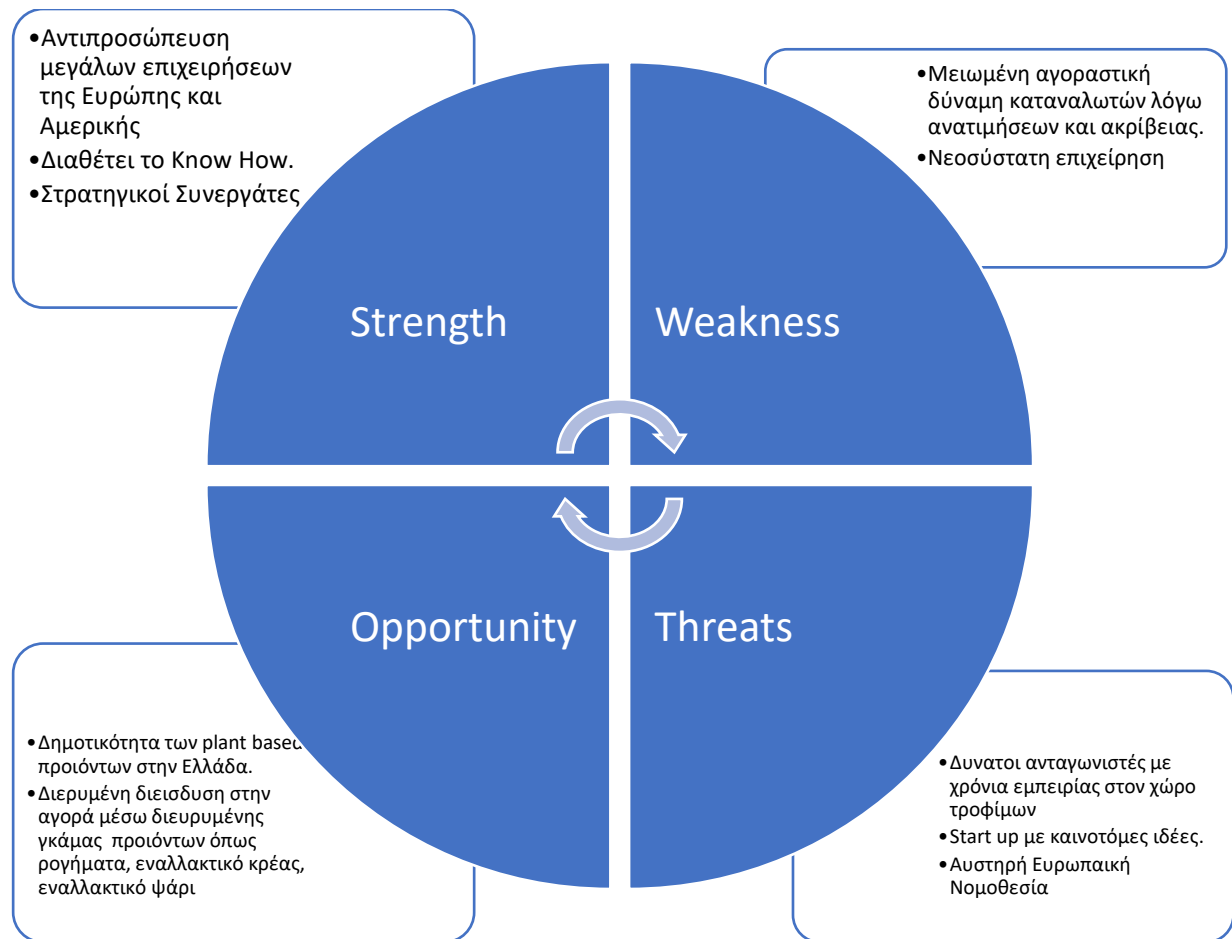 •Αντιπροσώπευση
μεγάλων επιχειρήσεων
της Ευρώπης και
Αμερικής
•Διαθέτει το Know How.
•Στρατηγικοί Συνεργάτες
•Μειωμένη αγοραστική
δύναμη καταναλωτών λόγω
ανατιμήσεων και ακρίβειας.
•Νεοσύστατη επιχείρηση
Strength
Weakness
Opportunity
Threats
•Δημοτικότητα των plant based
προιόντων στην Ελλάδα.
•Διερυμένη διεισδυση στην
αγορά μέσω διευρυμένης
γκάμας προιόντων όπως
ρογήματα, εναλλακτικό κρέας,
εναλλακτικό ψάρι
•Δυνατοι ανταγωνιστές με
χρόνια εμπειρίας στον χώρο
τροφίμων
•Start up με καινοτόμες ιδέες.
•Αυστηρή Ευρωπαική
Νομοθεσία